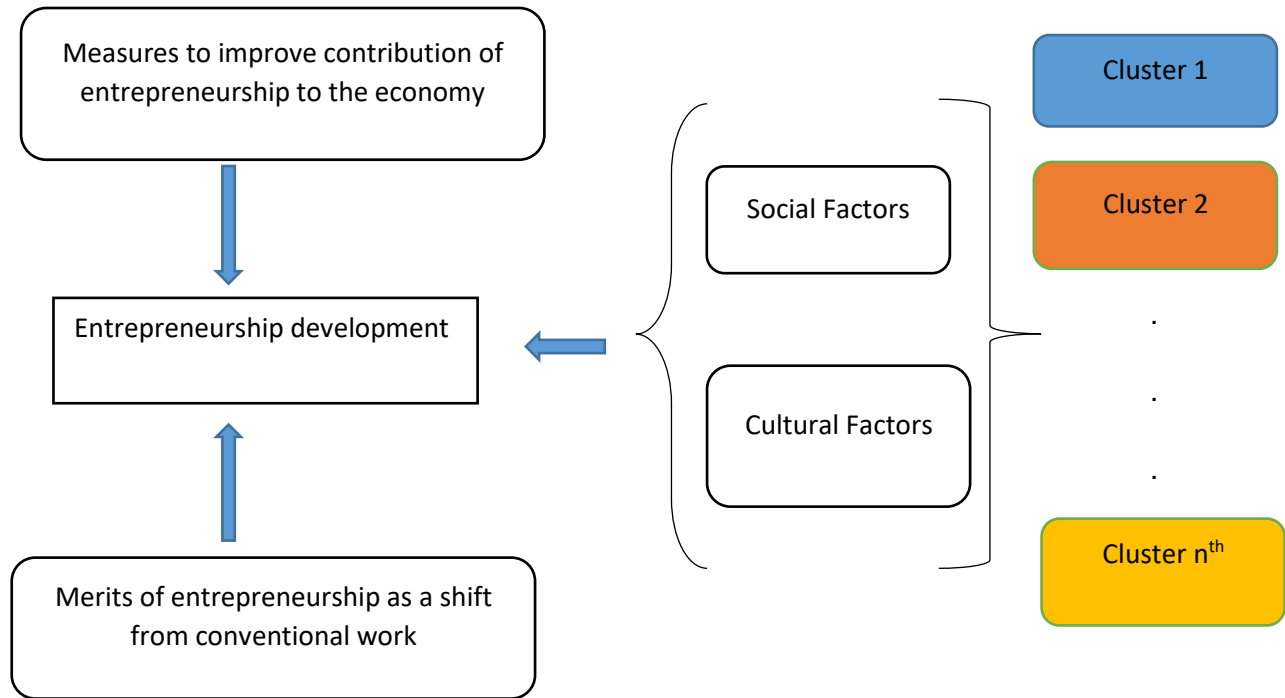 Measures to improve contribution of
entrepreneurship to the economy
Entrepreneurship development
Merits of entrepreneurship as a shift
from conventional work
Social Factors
Cultural Factors
Cluster 1
Cluster 2
.
.
.
Cluster nth